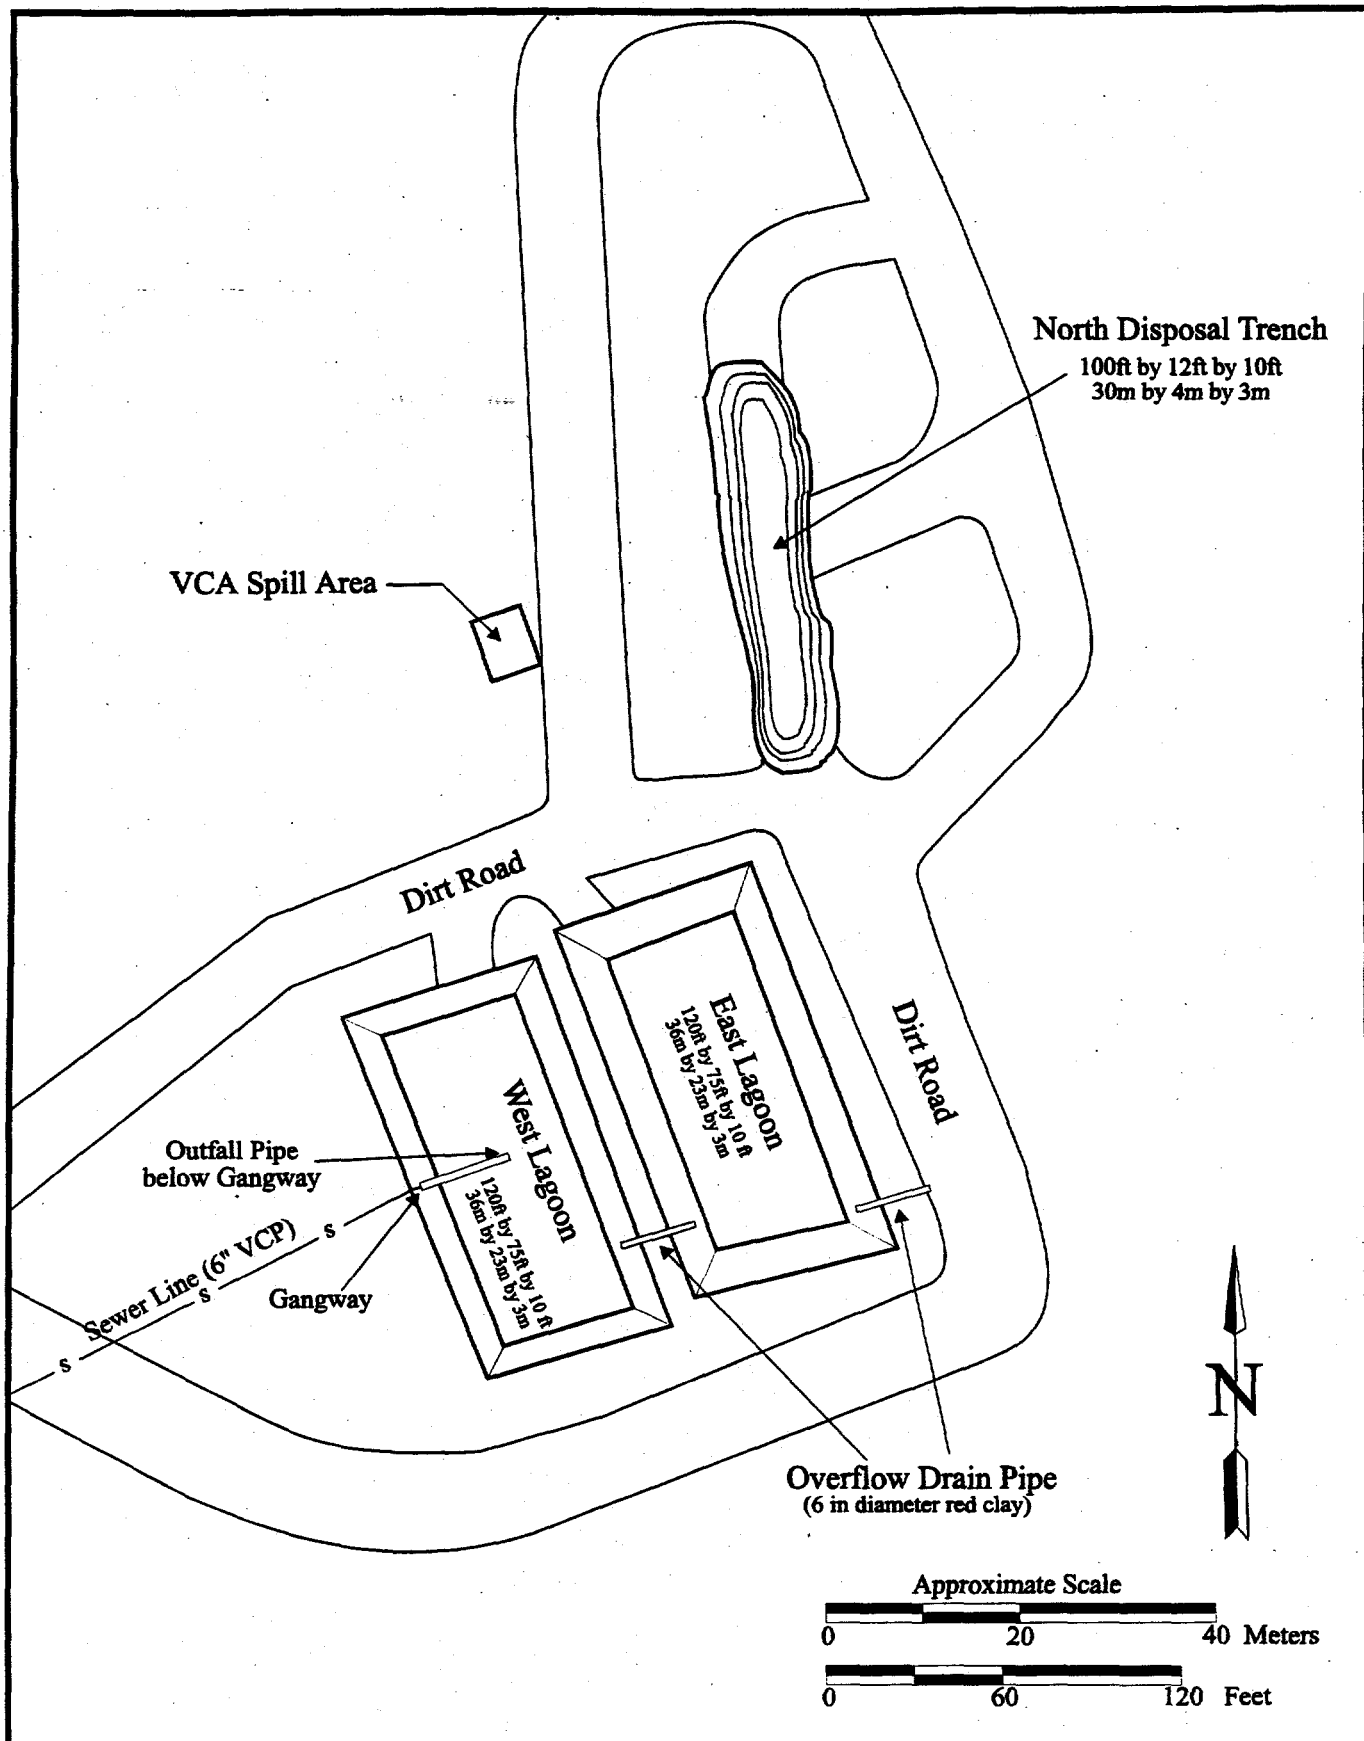 North Disposal Trench
100ft by 12ft by 10ft
30m by 4m by 3m
VCA Spill Area
Dirt Road
East Lagoon
120ft by 75ft by 10 ft
36m by 23m by 3m
Dirt Road
West Lagoon
120ft by 75ft by 10 ft
36m by 23m by 3m
Outfall Pipe
below Gangway
Sewer Line (6" VCP)
S
S
S
Gangway
N
Overflow Drain Pipe
(6 in diameter red clay)
Approximate Scale
0 20 40 Meters
0 60 120 Feet